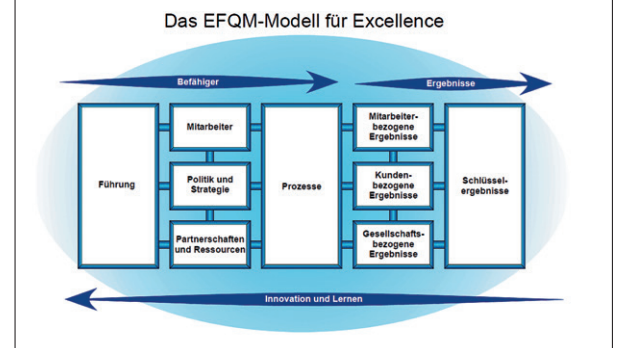 Das EFQM-Modell für Excellence
Befähiger
Ergebnisse
Führung
Mitarbeiter
Politik und
Strategie
Partnerschaften
und Ressourcen
Prozesse
Mitarbeiter-
bezogene
Ergebnisse
Kunden-
bezogene
Ergebnisse
Gesellschafts-
bezogene
Ergebnisse
Schlüssel-
ergebnisse
Innovation und Lernen